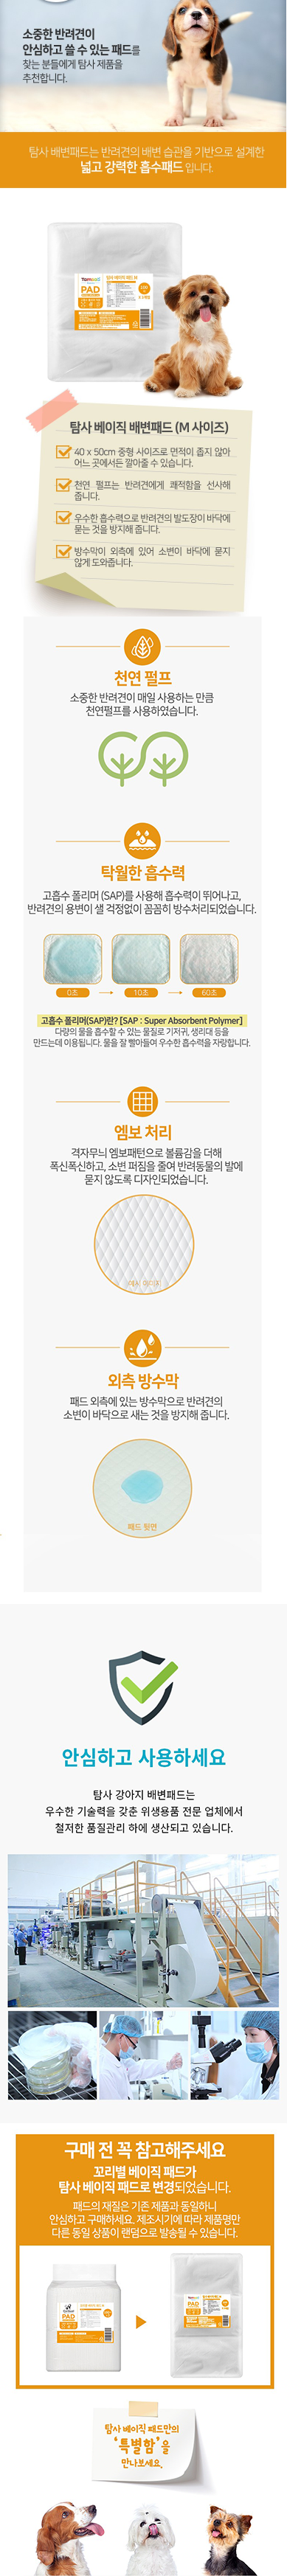 소중한 반려견이
안심하고 쓸 수 있는 패드를
찾는 분들에게 탐사 제품을
추천합니다.
탐사 배변패드는 반려견의 배변 습관을 기반으로 설계한
넓고 강력한 흡수패드 입니다.
PAD
탐사 베이직 배변패드 (M 사이즈)
40 x 50cm 중형 사이즈로 면적이 좁지 않아
어느 곳에서든 깔아줄 수 있습니다.
천연 펄프는 반려견에게 쾌적함을 선사해
줍니다.
우수한 흡수력으로 반려견의 발도장이 바닥에
묻는 것을 방지해 줍니다.
방수막이 외측에 있어 소변이 바닥에 묻지
않게 도와줍니다.
천연 펄프
소중한 반려견이 매일 사용하는 만큼
천연펄프를 사용하였습니다.
탁월한 흡수력
고흡수 폴리머 (SAP)를 사용해 흡수력이 뛰어나고,
반려견의 용변이 샐 걱정없이 꼼꼼히 방수처리되었습니다.
0초
10초
60초
고흡수 폴리머(SAP)란? [SAP : Super Absorbent Polymer]
다량의 물을 흡수할 수 있는 물질로 기저귀, 생리대 등을
만드는데 이용됩니다. 물을 잘 빨아들여 우수한 흡수력을 자랑합니다.
엠보 처리
격자무늬 엠보패턴으로 볼륨감을 더해
폭신폭신하고, 소변 퍼짐을 줄여 반려동물의 발에
묻지 않도록 디자인되었습니다.
예시 이미지
외측 방수막
패드 외측에 있는 방수막으로 반려견의
소변이 바닥으로 새는 것을 방지해 줍니다.
패드 뒷면
안심하고 사용하세요
탐사 강아지 배변패드는
우수한 기술력을 갖춘 위생용품 전문 업체에서
철저한 품질관리 하에 생산되고 있습니다.
구매 전 꼭 참고해주세요
꼬리별 베이직 패드가
탐사 베이직 패드로 변경되었습니다.
패드의 재질은 기존 제품과 동일하니
안심하고 구매하세요. 제조시기에 따라 제품명만
다른 동일 상품이 랜덤으로 발송될 수 있습니다.
PAD
PAD
탐사 베이직 패드만의
'특별함'을
만나보세요.